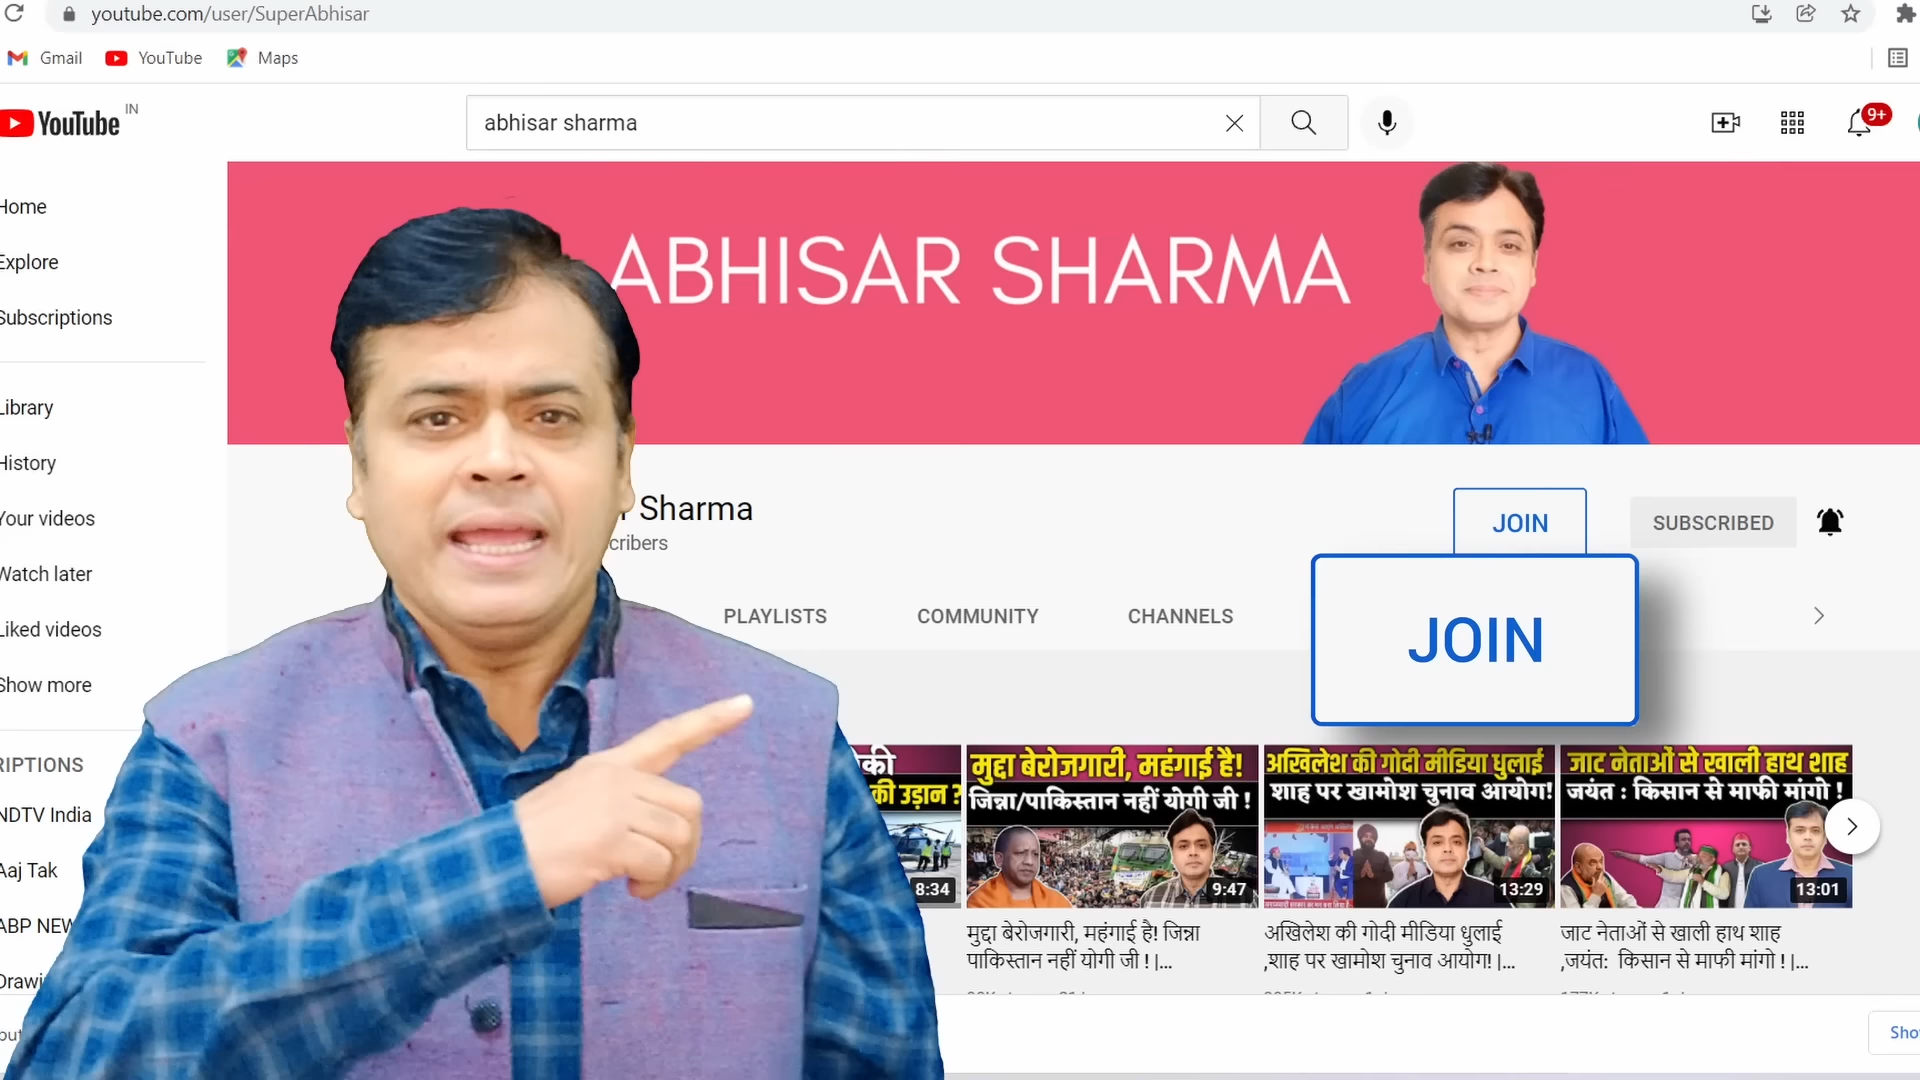 youtube.com/user/SuperAbhisar
Gmail YouTube Maps
YouTube IN
abhisar sharma
9+
Home
Explore
Subscriptions
Library
History
Your videos
Watch later
Liked videos
Show more
RIPTIONS
NDTV India
Aaj Tak
ABP NEW
Drawi
ABHISAR SHARMA
r Sharma
cribers
JOIN
SUBSCRIBED
PLAYLISTS
COMMUNITY
CHANNELS
JOIN
की
की उड़ान ?
8:34
मुद्दा बेरोजगारी, महंगाई है!
जिन्ना/पाकिस्तान नहीं योगी जी !
9:47
मुद्दा बेरोजगारी, महंगाई है! जिन्ना
पाकिस्तान नहीं योगी जी ! |...
अखिलेश की गोदी मीडिया धुलाई
शाह पर खामोश चुनाव आयोग!
13:29
अखिलेश की गोदी मीडिया धुलाई
,शाह पर खामोश चुनाव आयोग! |...
जाट नेताओं से खाली हाथ शाह
जयंत : किसान से माफी मांगो !
13:01
जाट नेताओं से खाली हाथ शाह
,जयंत: किसान से माफी मांगो ! |...
Sho